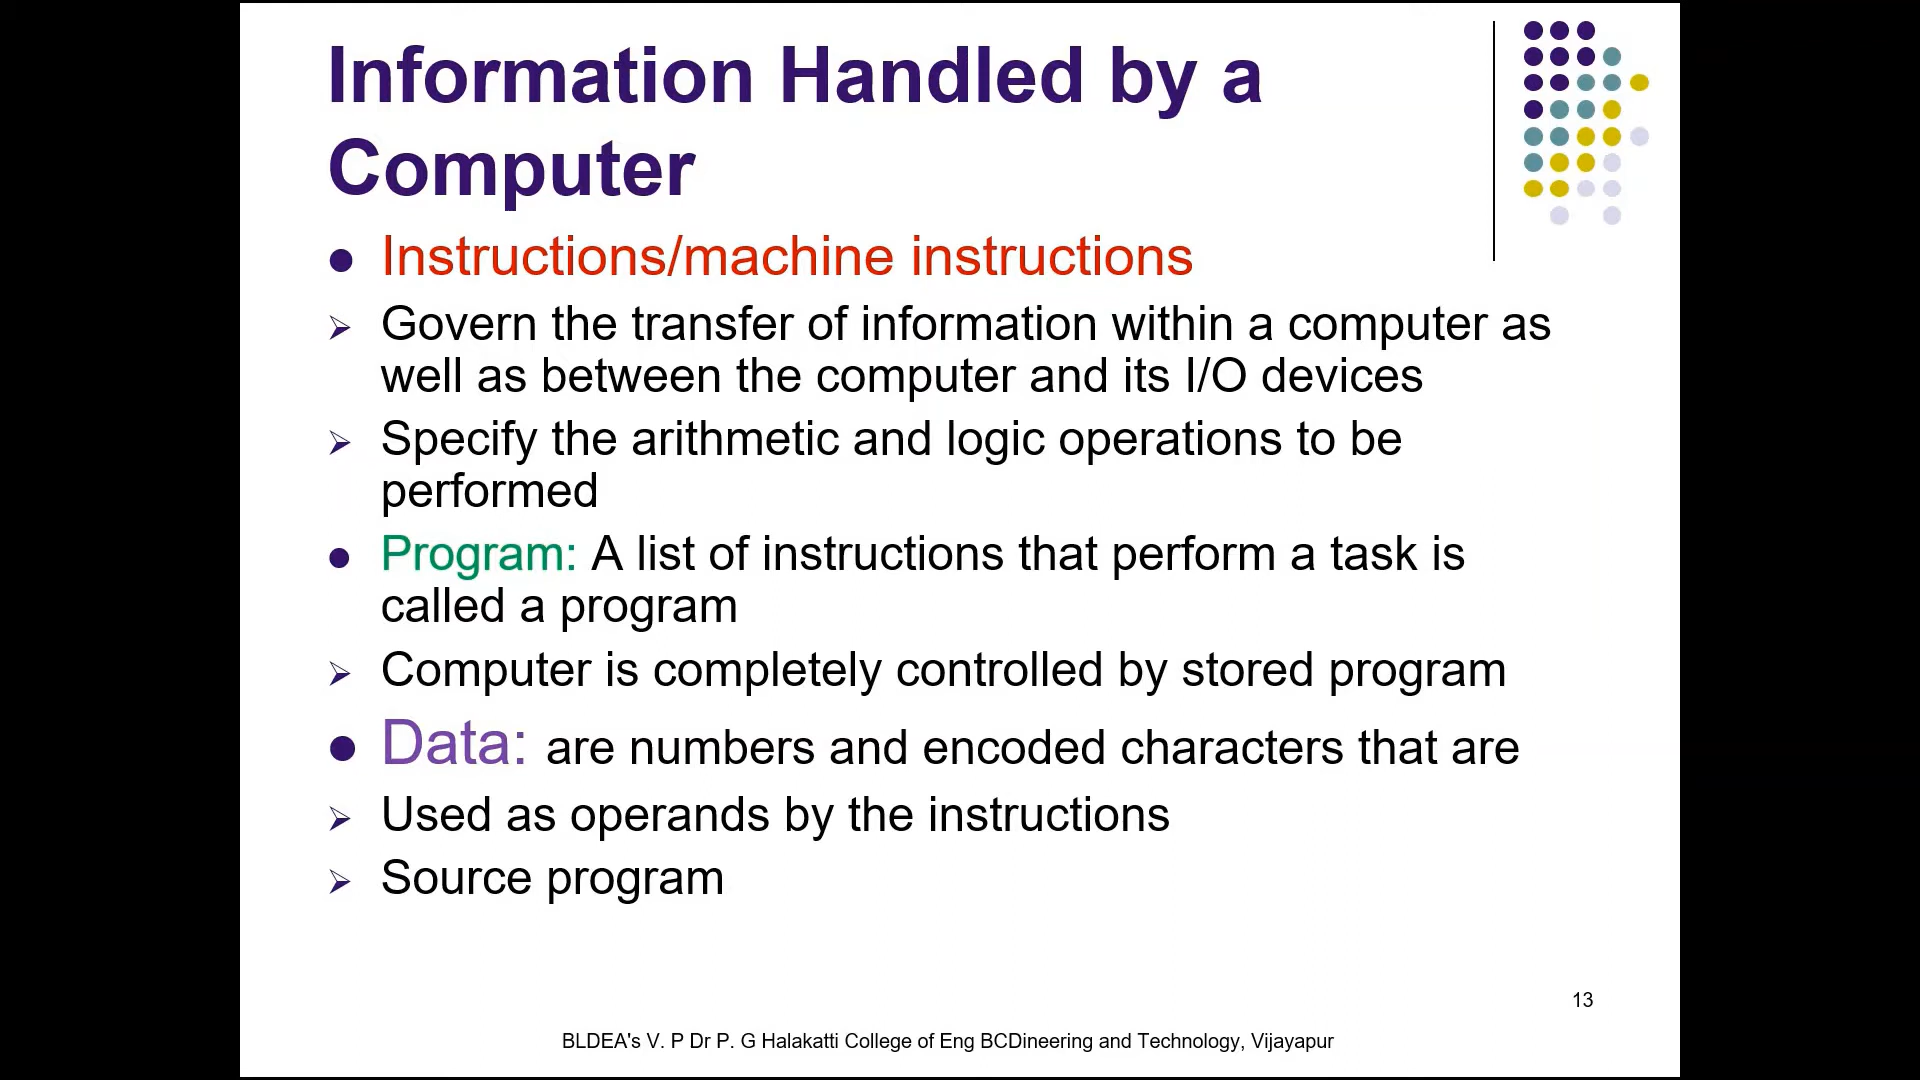 Information Handled by a
Computer
Instructions/machine instructions
Govern the transfer of information within a computer as
well as between the computer and its I/O devices
Specify the arithmetic and logic operations to be
performed
Program: A list of instructions that perform a task is
called a program
Computer is completely controlled by stored program
Data: are numbers and encoded characters that are
Used as operands by the instructions
Source program
13
BLDEA's V. P Dr P. G Halakatti College of Eng BCDineering and Technology, Vijayapur